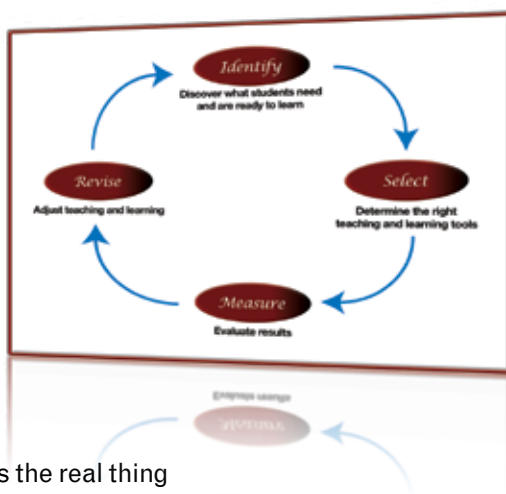 Identify
Discover what students need
and are ready to learn
Select
Determine the right
teaching and learning tools
Measure
Evaluate results
Revise
Adjust teaching and learning
s the real thing